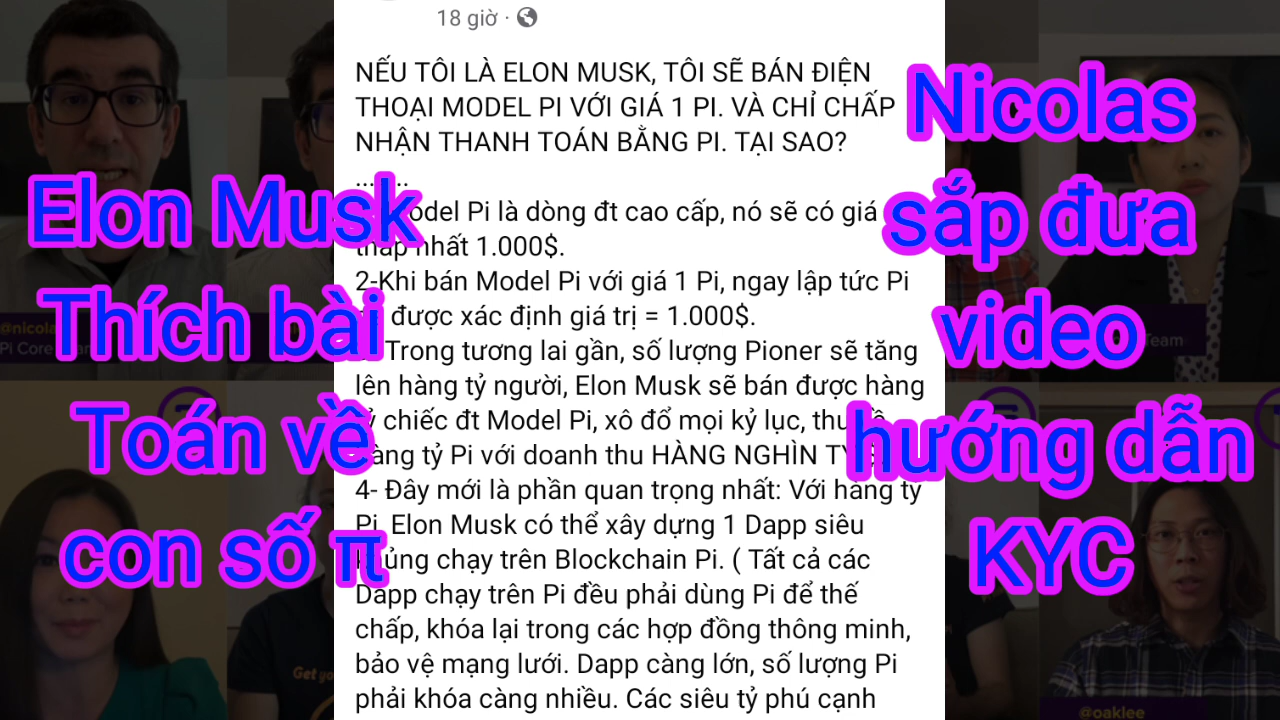 18 giờ ·
NẾU TÔI LÀ ELON MUSK, TÔI SẼ BÁN ĐIỆN
THOẠI MODEL PI VỚI GIÁ 1 PI. VÀ CHỈ CHẤP
NHẬN THANH TOÁN BẰNG PI. TẠI SAO?
Model Pi là dòng đt cao cấp, nó sẽ có giá
thấp nhất 1.000$.
2-Khi bán Model Pi với giá 1 Pi, ngay lập tức Pi
được xác định giá trị = 1.000$.
Trong tương lai gần, số lượng Pioner sẽ tăng
lên hàng tỷ người, Elon Musk sẽ bán được hàng
chiếc đt Model Pi, xô đổ mọi kỷ lục, thu
hàng tỷ Pi với doanh thu HÀNG NGHÌN
4- Đây mới là phần quan trọng nhất: Với hàng tỷ
Pi, Elon Musk có thể xây dựng 1 Dapp siêu
khủng chạy trên Blockchain Pi. ( Tất cả các
Dapp chạy trên Pi đều phải dùng Pi để thế
chấp, khóa lại trong các hợp đồng thông minh,
bảo vệ mạng lưới. Dapp càng lớn, số lượng Pi
phải khóa càng nhiều. Các siêu tỷ phú cạnh
Elon Musk
Thích bài
Toán về
con số π
Nicolas
sắp đưa
video
hướng dẫn
KYC
Pi Core
Team
Get
@oaklee